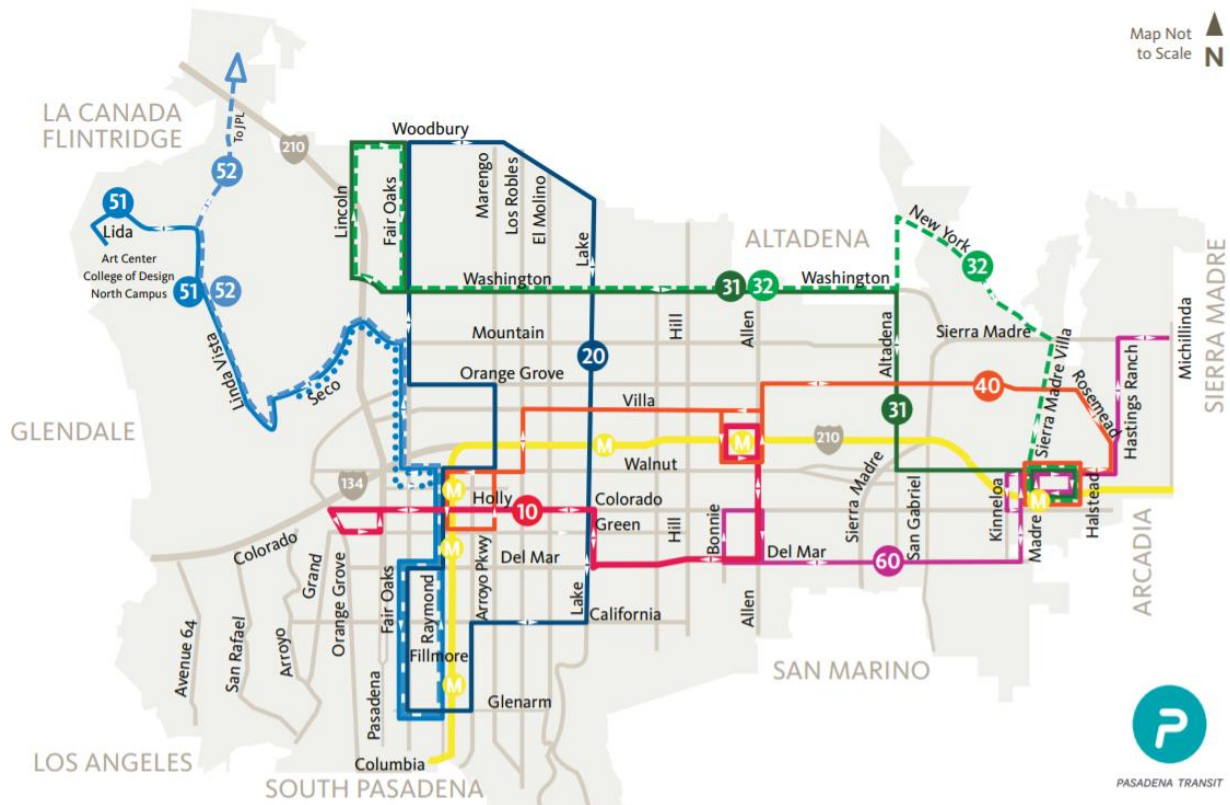 Map Not
to Scale
N
LA CANADA
FLINTRIDGE
To JPL
210
Woodbury
52
51
Lida
Art Center
College of Design
North Campus
51
52
Lincoln
Fair Oaks
Marengo
Los Robles
El Molino
Lake
ALTADENA
New York
32
Washington
31
32
Washington
Linda Vista
Seco
Mountain
20
Hill
Allen
Altadena
Sierra Madre
Sierra Madre Villa
Rosemead
Hastings Ranch
Michillinda
SIERRA MADRE
Orange Grove
40
Villa
31
GLENDALE
M
M
210
Walnut
134
M
Holly
10
Colorado
Green
Hill
Bonnie
Sierra Madre
San Gabriel
Kinneloa
Madre
M
Halstead
ARCADIA
Colorado
M
Del Mar
Del Mar
60
Grand
Orange Grove
Fair Oaks
Raymond
Arroyo Pkwy
Lake
California
Allen
Avenue 64
San Rafael
Arroyo
Pasadena
Fillmore
M
Glenarm
SAN MARINO
LOS ANGELES
Columbia
SOUTH PASADENA
P
PASADENA TRANSIT